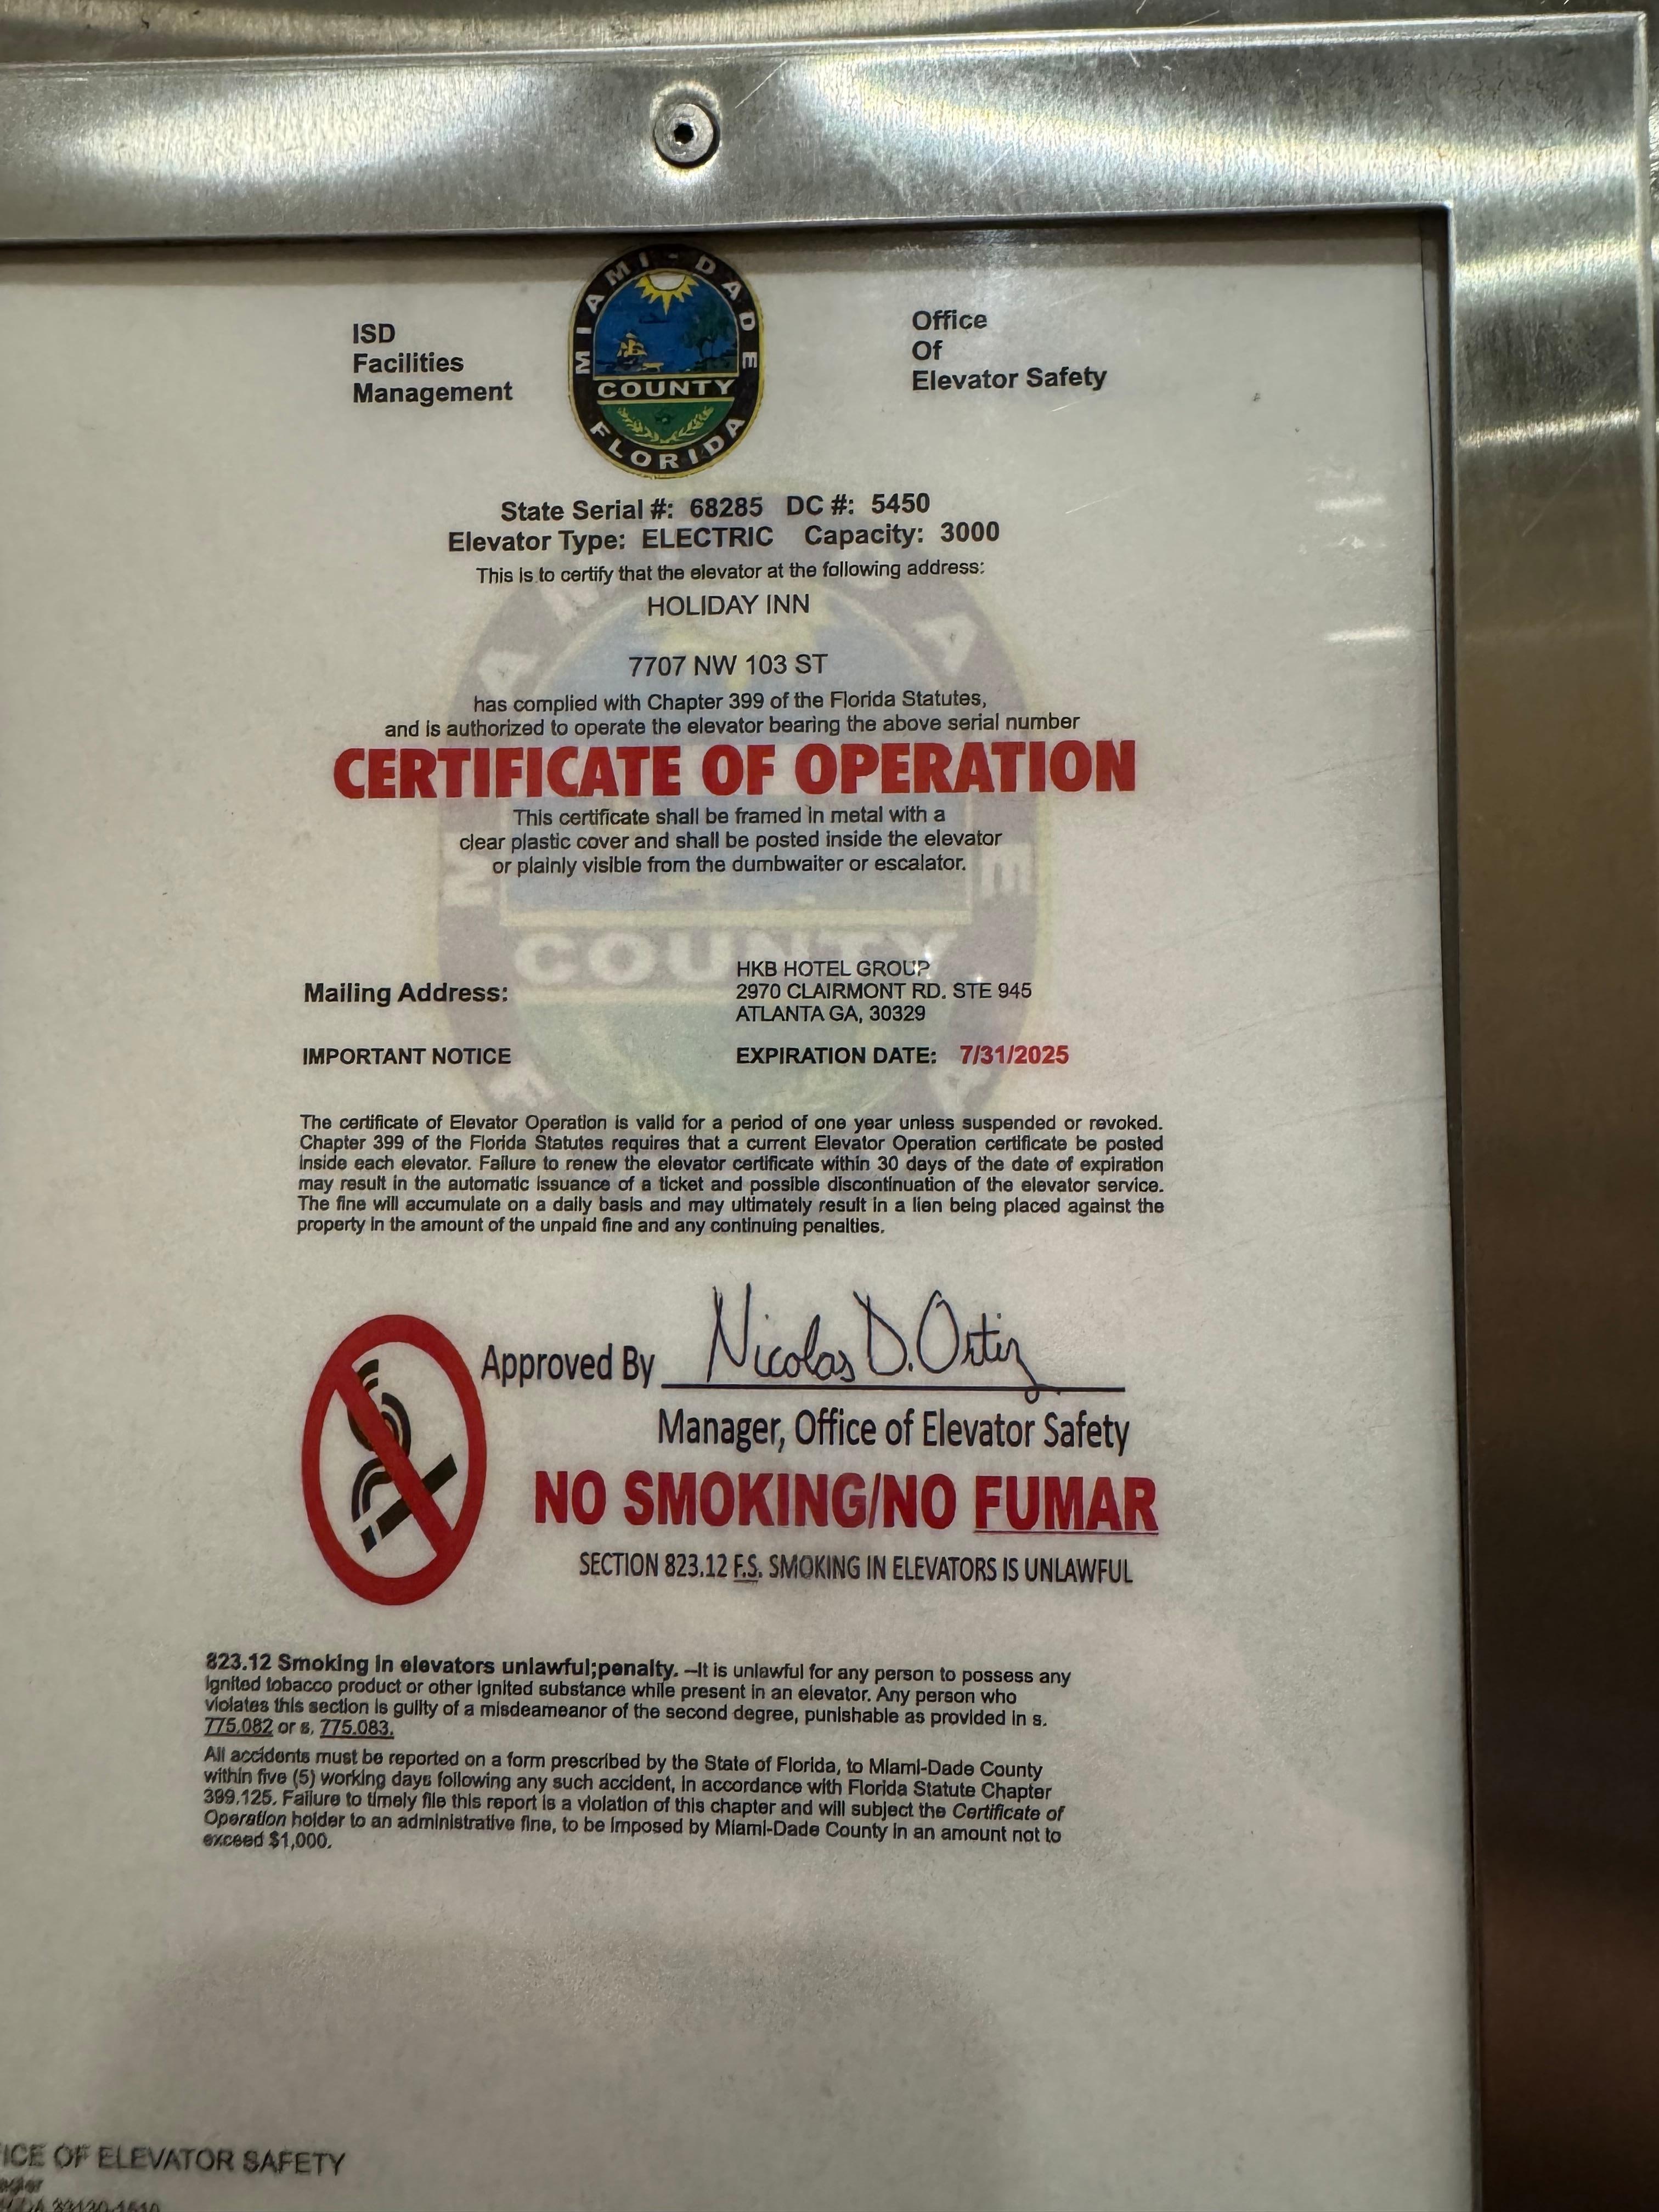 ISD
Facilities
Management
MIAMI-DADE
COUNTY
FLORIDA
Office
Of
Elevator Safety
State Serial #: 68285 DC #: 5450
Elevator Type: ELECTRIC Capacity: 3000
This is to certify that the elevator at the following address:
HOLIDAY INN
7707 NW 103 ST
has complied with Chapter 399 of the Florida Statutes,
and is authorized to operate the elevator bearing the above serial number
CERTIFICATE OF OPERATION
This certificate shall be framed in metal with a
clear plastic cover and shall be posted inside the elevator
or plainly visible from the dumbwaiter or escalator.
COUNTY
Mailing Address:
HKB HOTEL GROUP
2970 CLAIRMONT RD. STE 945
ATLANTA GA, 30329
IMPORTANT NOTICE
EXPIRATION DATE: 7/31/2025
The certificate of Elevator Operation is valid for a period of one year unless suspended or revoked.
Chapter 399 of the Florida Statutes requires that a current Elevator Operation certificate be posted
inside each elevator. Failure to renew the elevator certificate within 30 days of the date of expiration
may result in the automatic issuance of a ticket and possible discontinuation of the elevator service.
The fine will accumulate on a daily basis and may ultimately result in a lien being placed against the
property in the amount of the unpaid fine and any continuing penalties.
Approved By Nicolas D. Ortiz
Manager, Office of Elevator Safety
NO SMOKING/NO FUMAR
SECTION 823.12 F.S. SMOKING IN ELEVATORS IS UNLAWFUL
823.12 Smoking in elevators unlawful;penalty. –It is unlawful for any person to possess any
ignited tobacco product or other ignited substance while present in an elevator. Any person who
violates this section is guilty of a misdeameanor of the second degree, punishable as provided in s.
775.082 or s. 775.083.
All accidents must be reported on a form prescribed by the State of Florida, to Miami-Dade County
within five (5) working days following any such accident, in accordance with Florida Statute Chapter
399.125. Failure to timely file this report is a violation of this chapter and will subject the Certificate of
Operation holder to an administrative fine, to be imposed by Miami-Dade County in an amount not to
exceed $1,000.
ICE OF ELEVATOR SAFETY